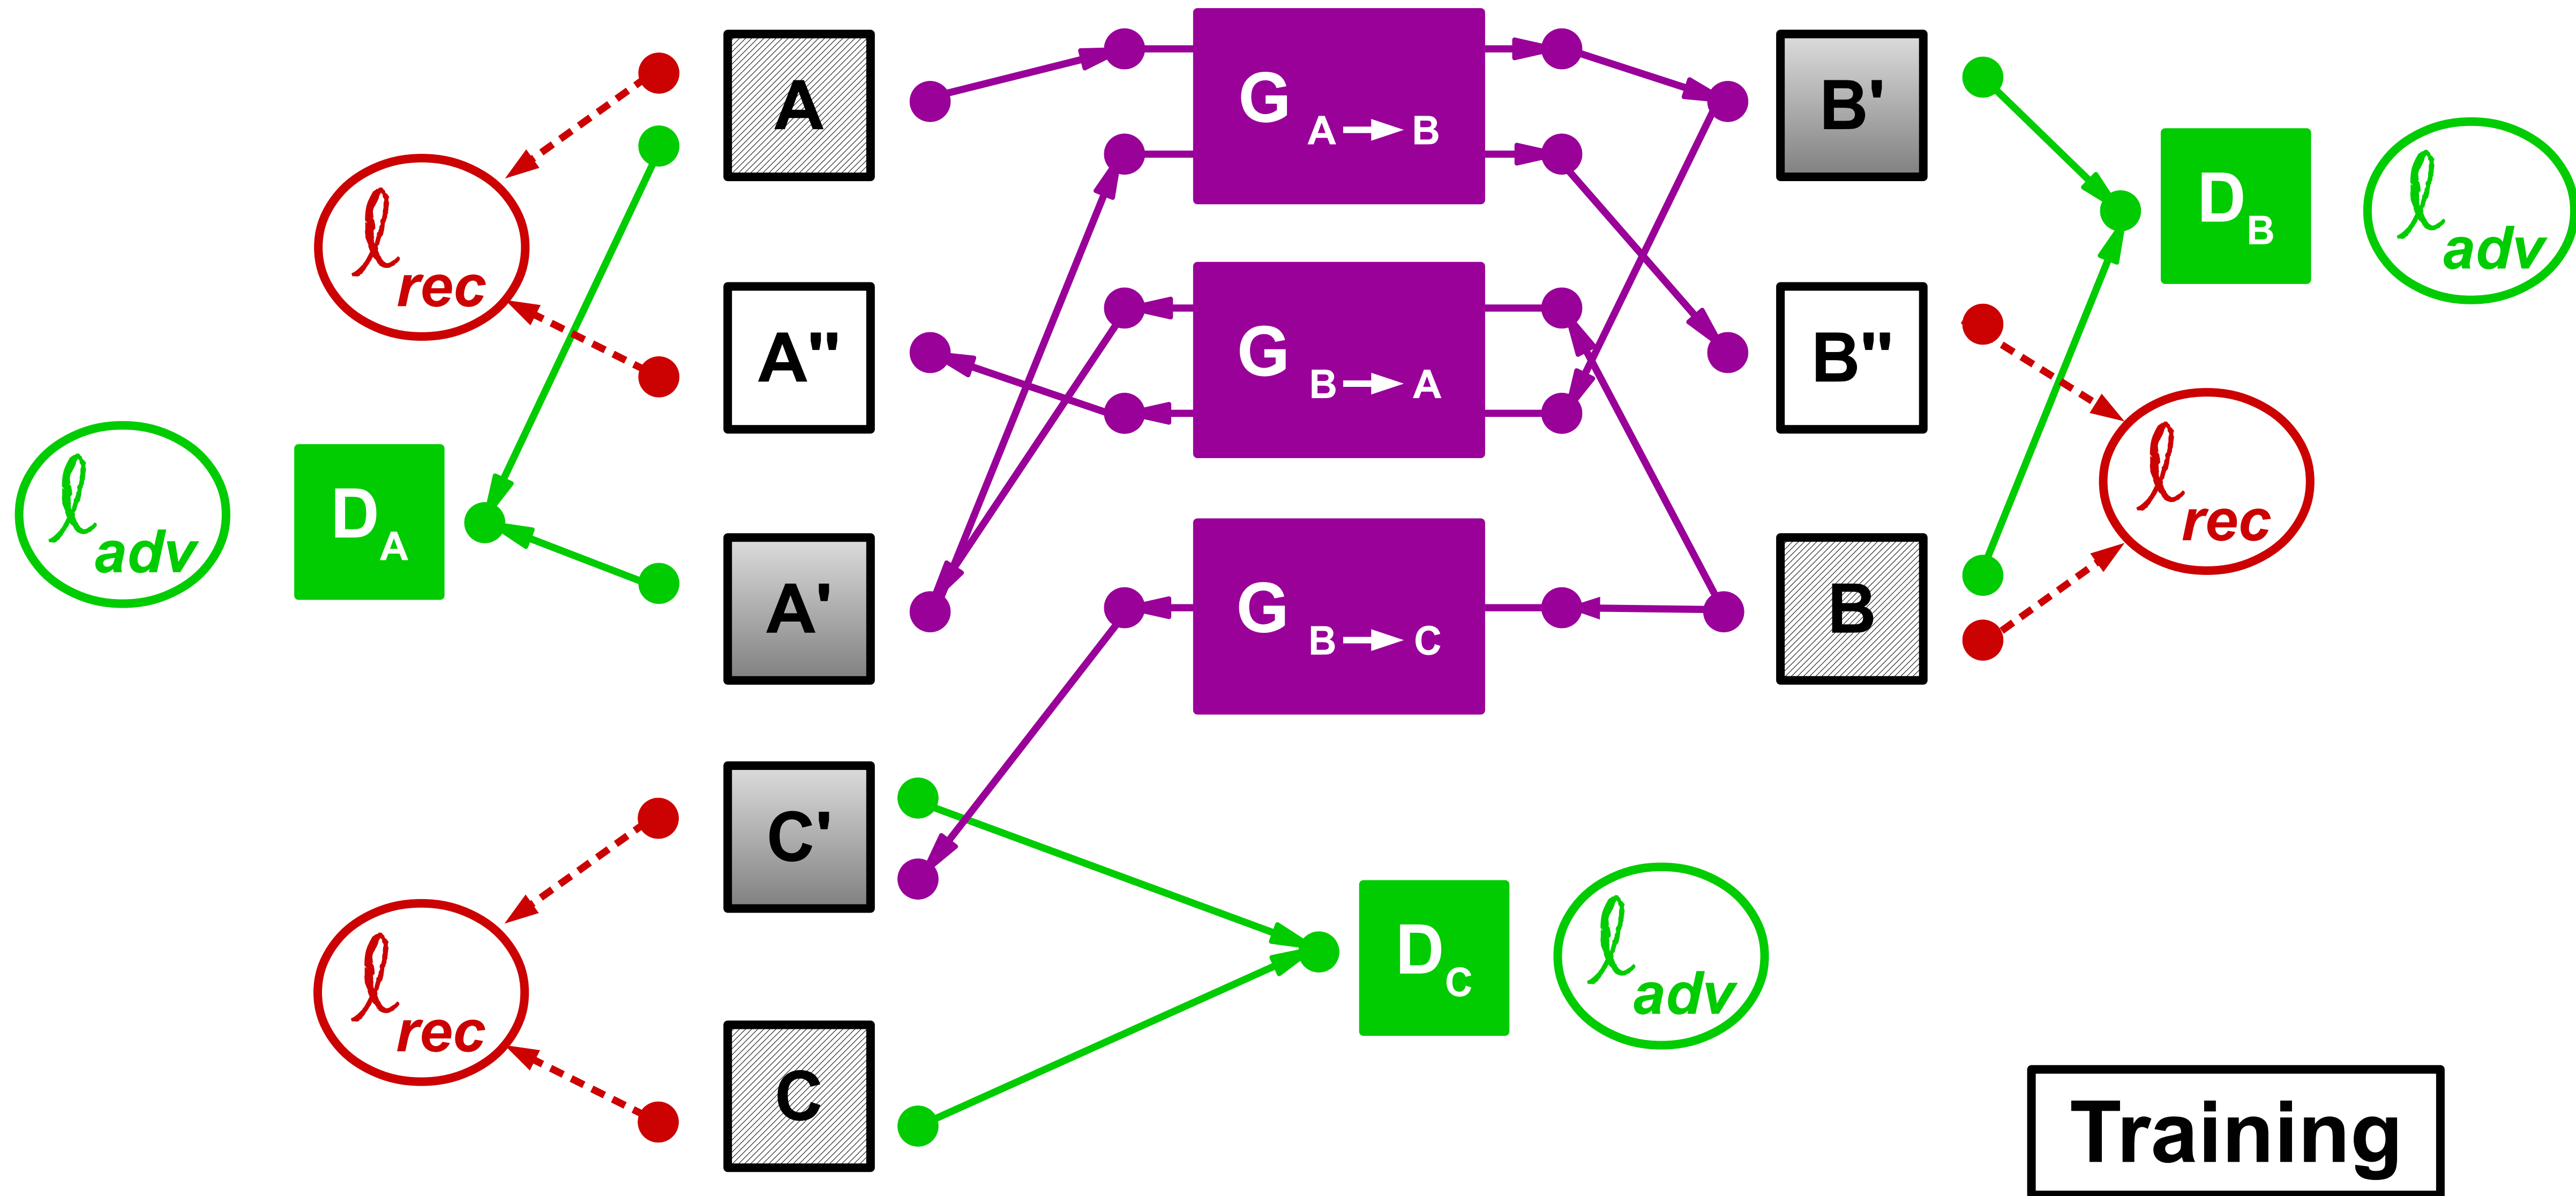 A
G A→B
B'
D B
ℓ adv
ℓ rec
A''
G B→A
B''
ℓ rec
ℓ adv
D A
A'
G B→C
B
C'
D C
ℓ adv
ℓ rec
C
Training